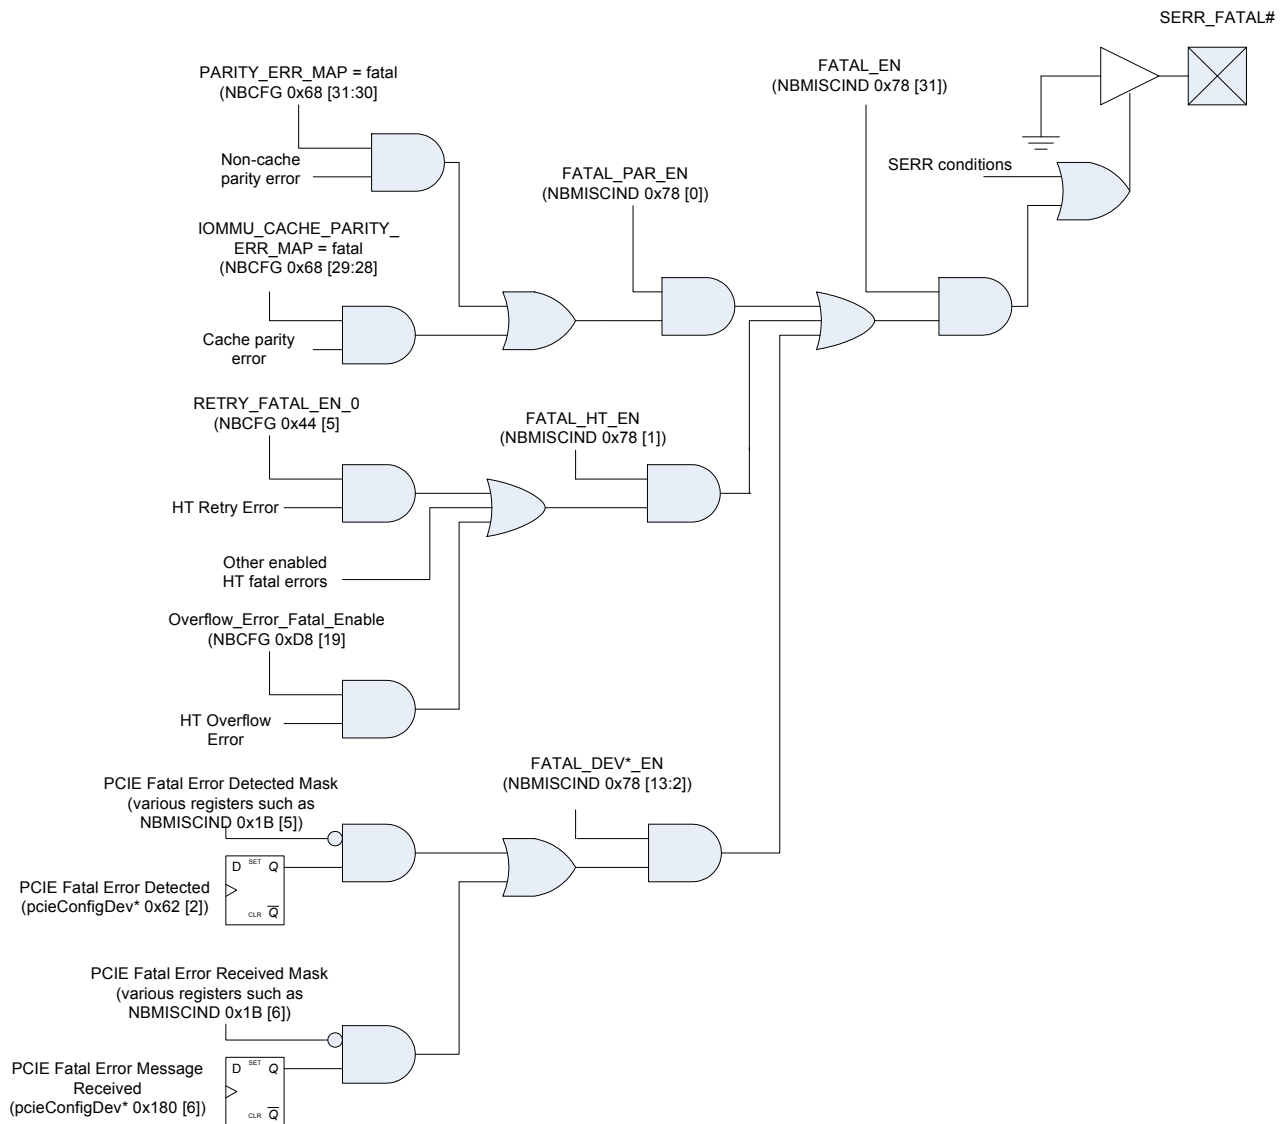 SERR_FATAL#
PARITY_ERR_MAP = fatal
(NBCFG 0x68 [31:30]
FATAL_EN
(NBMISCIND 0x78 [31])
Non-cache
parity error
SERR conditions
FATAL_PAR_EN
(NBMISCIND 0x78 [0])
IOMMU_CACHE_PARITY_
ERR_MAP = fatal
(NBCFG 0x68 [29:28]
Cache parity
error
RETRY_FATAL_EN_0
(NBCFG 0x44 [5]
FATAL_HT_EN
(NBMISCIND 0x78 [1])
HT Retry Error
Other enabled
HT fatal errors
Overflow_Error_Fatal_Enable
(NBCFG 0xD8 [19]
HT Overflow
Error
FATAL_DEV*_EN
(NBMISCIND 0x78 [13:2])
PCIE Fatal Error Detected Mask
(various registers such as
NBMISCIND 0x1B [5])
D SET Q
CLR Q
PCIE Fatal Error Detected
(pcieConfigDev* 0x62 [2])
PCIE Fatal Error Received Mask
(various registers such as
NBMISCIND 0x1B [6])
D SET Q
CLR Q
PCIE Fatal Error Message
Received
(pcieConfigDev* 0x180 [6])